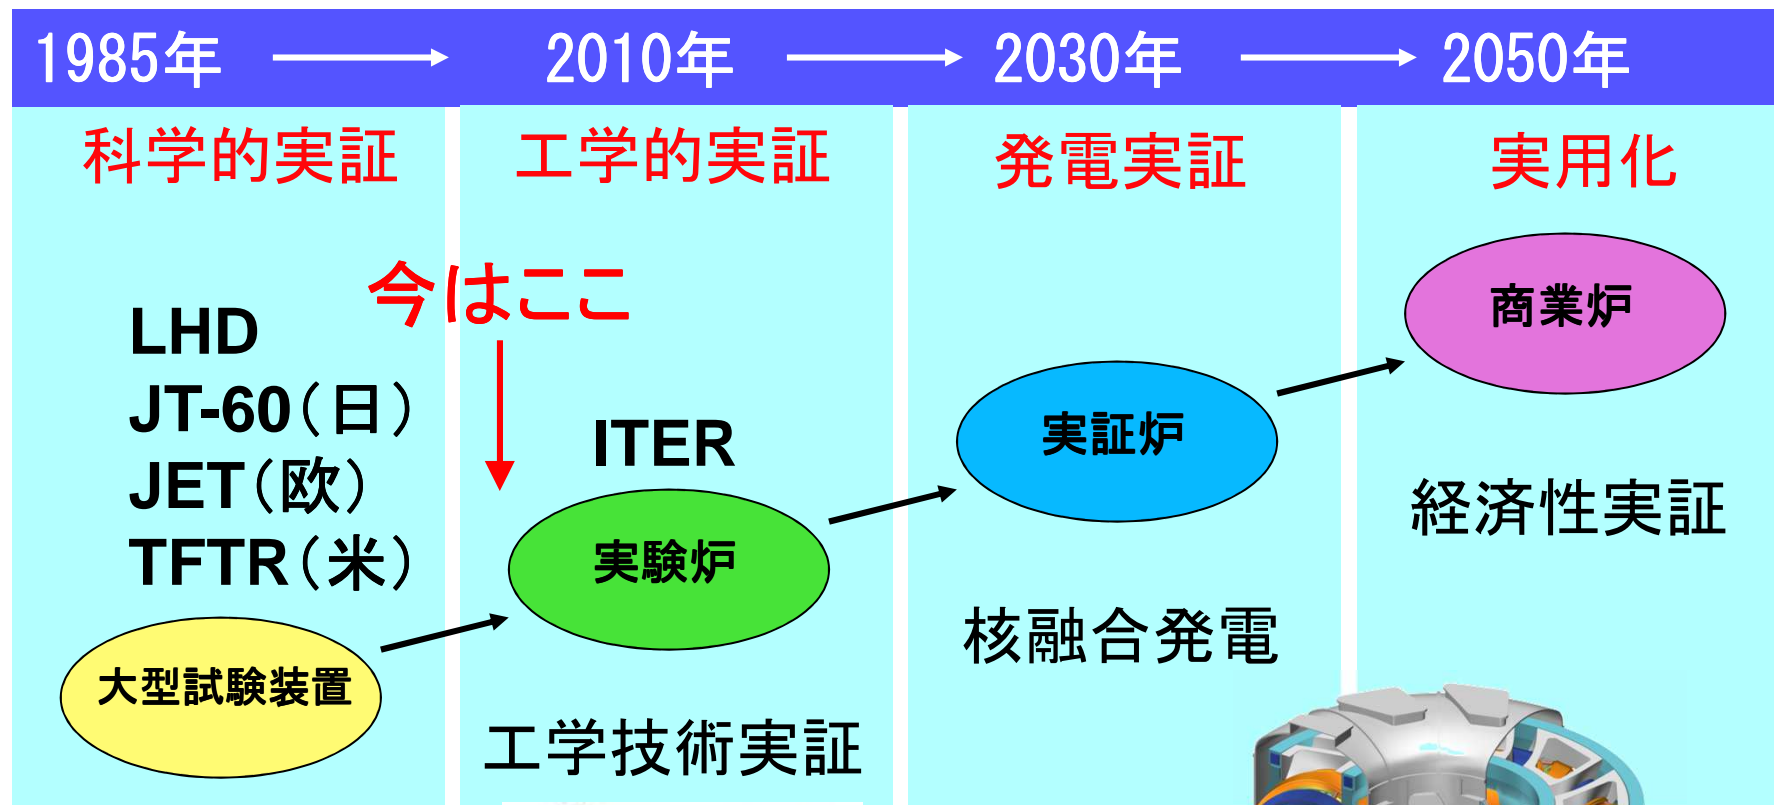 1985年 → 2010年 → 2030年 → 2050年
科学的実証
工学的実証
発電実証
実用化
今はここ
LHD
JT-60（日）
JET（欧）
TFTR（米）
大型試験装置
ITER
実験炉
工学技術実証
実証炉
核融合発電
商業炉
経済性実証